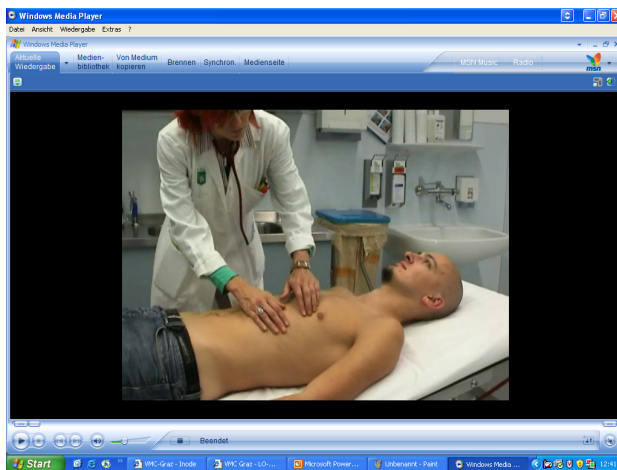 Windows Media Player
Datei Ansicht Wiedergabe Extras ?
Windows Media Player
Aktuelle Wiedergabe
Medien-bibliothek
Von Medium kopieren
Brennen
Synchron.
Medienseite
MSN Music
Radio
msn
Beendet
Start
VMC-Graz - Inode
VMC Graz - LO-...
Microsoft Power...
Unbenannt - Paint
Windows Media ...
12:41